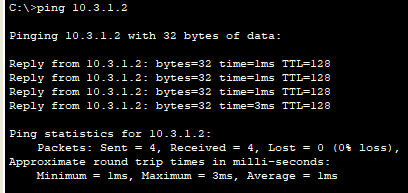 C:\>ping 10.3.1.2
Pinging 10.3.1.2 with 32 bytes of data:
Reply from 10.3.1.2: bytes=32 time=1ms TTL=128
Reply from 10.3.1.2: bytes=32 time=1ms TTL=128
Reply from 10.3.1.2: bytes=32 time=1ms TTL=128
Reply from 10.3.1.2: bytes=32 time=3ms TTL=128
Ping statistics for 10.3.1.2:
    Packets: Sent = 4, Received = 4, Lost = 0 (0% loss),
Approximate round trip times in milli-seconds:
    Minimum = 1ms, Maximum = 3ms, Average = 1ms